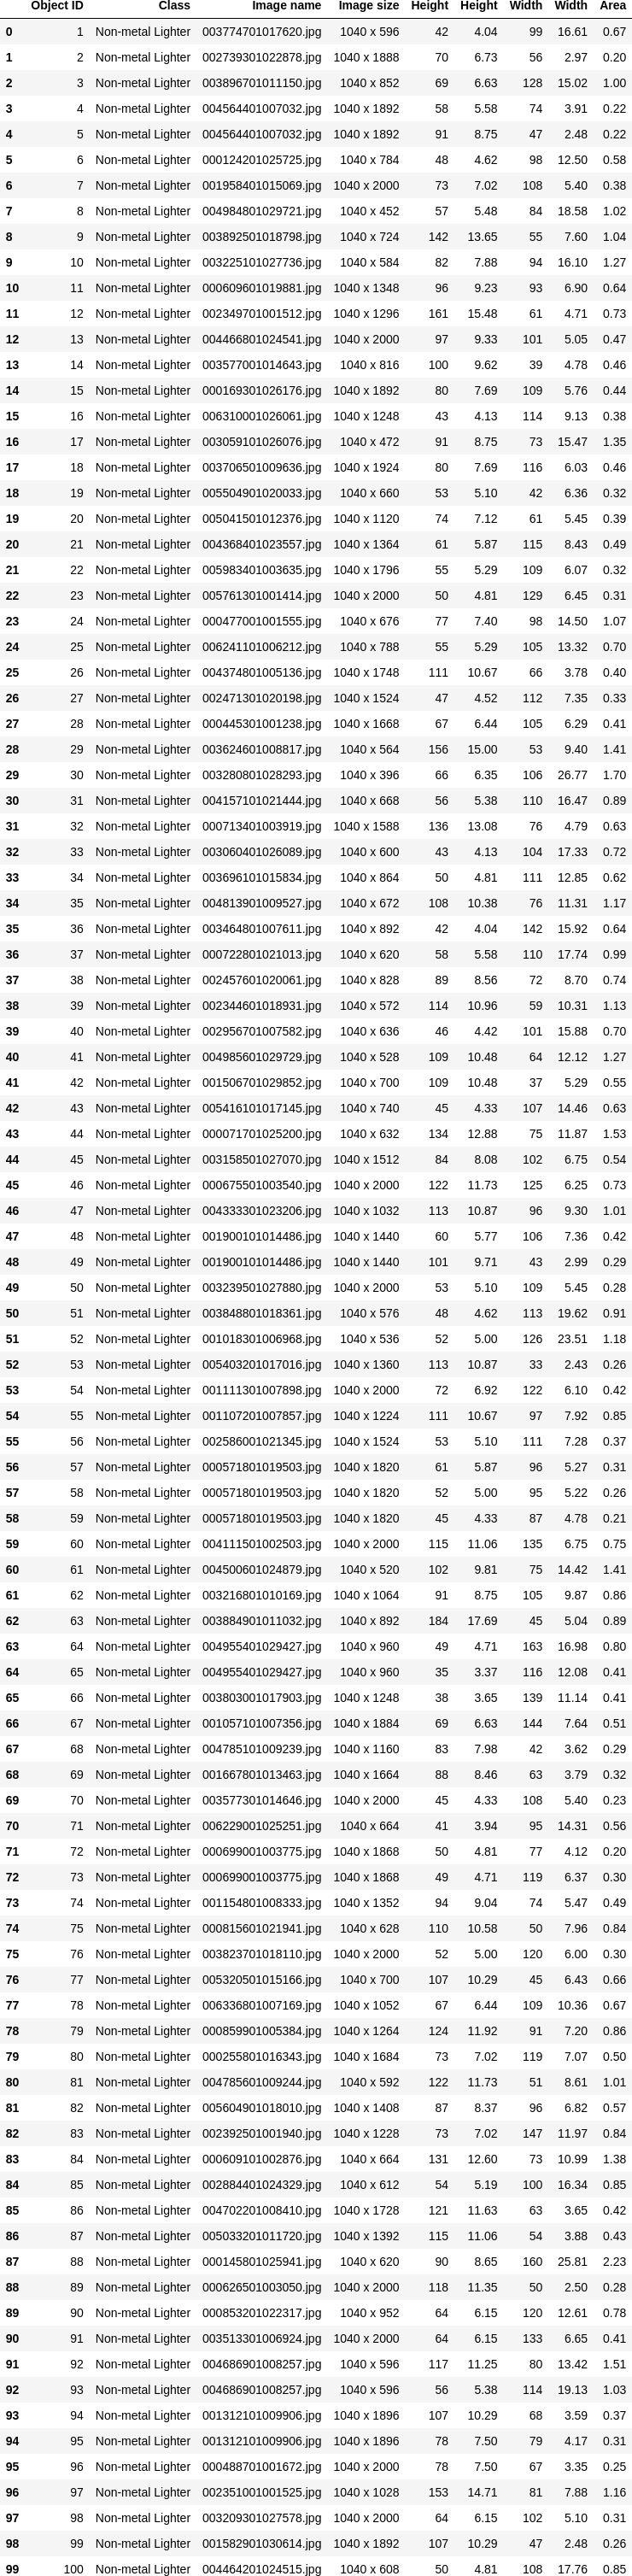 Object ID Class Image name Image size Height Height Width Width Area
0 1 Non-metal Lighter 003774701017620.jpg 1040 x 596 42 4.04 99 16.61 0.67
1 2 Non-metal Lighter 002739301022878.jpg 1040 x 1888 70 6.73 56 2.97 0.20
2 3 Non-metal Lighter 003896701011150.jpg 1040 x 852 69 6.63 128 15.02 1.00
3 4 Non-metal Lighter 004564401007032.jpg 1040 x 1892 58 5.58 74 3.91 0.22
4 5 Non-metal Lighter 004564401007032.jpg 1040 x 1892 91 8.75 47 2.48 0.22
5 6 Non-metal Lighter 000124201025725.jpg 1040 x 784 48 4.62 98 12.50 0.58
6 7 Non-metal Lighter 001958401015069.jpg 1040 x 2000 73 7.02 108 5.40 0.38
7 8 Non-metal Lighter 004984801029721.jpg 1040 x 452 57 5.48 84 18.58 1.02
8 9 Non-metal Lighter 003892501018798.jpg 1040 x 724 142 13.65 55 7.60 1.04
9 10 Non-metal Lighter 003225101027736.jpg 1040 x 584 82 7.88 94 16.10 1.27
10 11 Non-metal Lighter 000609601019881.jpg 1040 x 1348 96 9.23 93 6.90 0.64
11 12 Non-metal Lighter 002349701001512.jpg 1040 x 1296 161 15.48 61 4.71 0.73
12 13 Non-metal Lighter 004466801024541.jpg 1040 x 2000 97 9.33 101 5.05 0.47
13 14 Non-metal Lighter 003577001014643.jpg 1040 x 816 100 9.62 39 4.78 0.46
14 15 Non-metal Lighter 000169301026176.jpg 1040 x 1892 80 7.69 109 5.76 0.44
15 16 Non-metal Lighter 006310001026061.jpg 1040 x 1248 43 4.13 114 9.13 0.38
16 17 Non-metal Lighter 003059101026076.jpg 1040 x 472 91 8.75 73 15.47 1.35
17 18 Non-metal Lighter 003706501009636.jpg 1040 x 1924 80 7.69 116 6.03 0.46
18 19 Non-metal Lighter 005504901020033.jpg 1040 x 660 53 5.10 42 6.36 0.32
19 20 Non-metal Lighter 005041501012376.jpg 1040 x 1120 74 7.12 61 5.45 0.39
20 21 Non-metal Lighter 004368401023557.jpg 1040 x 1364 61 5.87 115 8.43 0.49
21 22 Non-metal Lighter 005983401003635.jpg 1040 x 1796 55 5.29 109 6.07 0.32
22 23 Non-metal Lighter 005761301001414.jpg 1040 x 2000 50 4.81 129 6.45 0.31
23 24 Non-metal Lighter 000477001001555.jpg 1040 x 676 77 7.40 98 14.50 1.07
24 25 Non-metal Lighter 006241101006212.jpg 1040 x 788 55 5.29 105 13.32 0.70
25 26 Non-metal Lighter 004374801005136.jpg 1040 x 1748 111 10.67 66 3.78 0.40
26 27 Non-metal Lighter 002471301020198.jpg 1040 x 1524 47 4.52 112 7.35 0.33
27 28 Non-metal Lighter 000445301001238.jpg 1040 x 1668 67 6.44 105 6.29 0.41
28 29 Non-metal Lighter 003624601008817.jpg 1040 x 564 156 15.00 53 9.40 1.41
29 30 Non-metal Lighter 003280801028293.jpg 1040 x 396 66 6.35 106 26.77 1.70
30 31 Non-metal Lighter 004157101021444.jpg 1040 x 668 56 5.38 110 16.47 0.89
31 32 Non-metal Lighter 000713401003919.jpg 1040 x 1588 136 13.08 76 4.79 0.63
32 33 Non-metal Lighter 003060401026089.jpg 1040 x 600 43 4.13 104 17.33 0.72
33 34 Non-metal Lighter 003696101015834.jpg 1040 x 864 50 4.81 111 12.85 0.62
34 35 Non-metal Lighter 004813901009527.jpg 1040 x 672 108 10.38 76 11.31 1.17
35 36 Non-metal Lighter 003464801007611.jpg 1040 x 892 42 4.04 142 15.92 0.64
36 37 Non-metal Lighter 000722801021013.jpg 1040 x 620 58 5.58 110 17.74 0.99
37 38 Non-metal Lighter 002457601020061.jpg 1040 x 828 89 8.56 72 8.70 0.74
38 39 Non-metal Lighter 002344601018931.jpg 1040 x 572 114 10.96 59 10.31 1.13
39 40 Non-metal Lighter 002956701007582.jpg 1040 x 636 46 4.42 101 15.88 0.70
40 41 Non-metal Lighter 004985601029729.jpg 1040 x 528 109 10.48 64 12.12 1.27
41 42 Non-metal Lighter 001506701029852.jpg 1040 x 700 109 10.48 37 5.29 0.55
42 43 Non-metal Lighter 005416101017145.jpg 1040 x 740 45 4.33 107 14.46 0.63
43 44 Non-metal Lighter 000071701025200.jpg 1040 x 632 134 12.88 75 11.87 1.53
44 45 Non-metal Lighter 003158501027070.jpg 1040 x 1512 84 8.08 102 6.75 0.54
45 46 Non-metal Lighter 000675501003540.jpg 1040 x 2000 122 11.73 125 6.25 0.73
46 47 Non-metal Lighter 004333301023206.jpg 1040 x 1032 113 10.87 96 9.30 1.01
47 48 Non-metal Lighter 001900101014486.jpg 1040 x 1440 60 5.77 106 7.36 0.42
48 49 Non-metal Lighter 001900101014486.jpg 1040 x 1440 101 9.71 43 2.99 0.29
49 50 Non-metal Lighter 003239501027880.jpg 1040 x 2000 53 5.10 109 5.45 0.28
50 51 Non-metal Lighter 003848801018361.jpg 1040 x 576 48 4.62 113 19.62 0.91
51 52 Non-metal Lighter 001018301006968.jpg 1040 x 536 52 5.00 126 23.51 1.18
52 53 Non-metal Lighter 005403201017016.jpg 1040 x 1360 113 10.87 33 2.43 0.26
53 54 Non-metal Lighter 001111301007898.jpg 1040 x 2000 72 6.92 122 6.10 0.42
54 55 Non-metal Lighter 001107201007857.jpg 1040 x 1224 111 10.67 97 7.92 0.85
55 56 Non-metal Lighter 002586001021345.jpg 1040 x 1524 53 5.10 111 7.28 0.37
56 57 Non-metal Lighter 000571801019503.jpg 1040 x 1820 61 5.87 96 5.27 0.31
57 58 Non-metal Lighter 000571801019503.jpg 1040 x 1820 52 5.00 95 5.22 0.26
58 59 Non-metal Lighter 000571801019503.jpg 1040 x 1820 45 4.33 87 4.78 0.21
59 60 Non-metal Lighter 004111501002503.jpg 1040 x 2000 115 11.06 135 6.75 0.75
60 61 Non-metal Lighter 004500601024879.jpg 1040 x 520 102 9.81 75 14.42 1.41
61 62 Non-metal Lighter 003216801010169.jpg 1040 x 1064 91 8.75 105 9.87 0.86
62 63 Non-metal Lighter 003884901011032.jpg 1040 x 892 184 17.69 45 5.04 0.89
63 64 Non-metal Lighter 004955401029427.jpg 1040 x 960 49 4.71 163 16.98 0.80
64 65 Non-metal Lighter 004955401029427.jpg 1040 x 960 35 3.37 116 12.08 0.41
65 66 Non-metal Lighter 003803001017903.jpg 1040 x 1248 38 3.65 139 11.14 0.41
66 67 Non-metal Lighter 001057101007356.jpg 1040 x 1884 69 6.63 144 7.64 0.51
67 68 Non-metal Lighter 004785101009239.jpg 1040 x 1160 83 7.98 42 3.62 0.29
68 69 Non-metal Lighter 001667801013463.jpg 1040 x 1664 88 8.46 63 3.79 0.32
69 70 Non-metal Lighter 003577301014646.jpg 1040 x 2000 45 4.33 108 5.40 0.23
70 71 Non-metal Lighter 006229001025251.jpg 1040 x 664 41 3.94 95 14.31 0.56
71 72 Non-metal Lighter 000699001003775.jpg 1040 x 1868 50 4.81 77 4.12 0.20
72 73 Non-metal Lighter 000699001003775.jpg 1040 x 1868 49 4.71 119 6.37 0.30
73 74 Non-metal Lighter 001154801008333.jpg 1040 x 1352 94 9.04 74 5.47 0.49
74 75 Non-metal Lighter 000815601021941.jpg 1040 x 628 110 10.58 50 7.96 0.84
75 76 Non-metal Lighter 003823701018110.jpg 1040 x 2000 52 5.00 120 6.00 0.30
76 77 Non-metal Lighter 005320501015166.jpg 1040 x 700 107 10.29 45 6.43 0.66
77 78 Non-metal Lighter 006336801007169.jpg 1040 x 1052 67 6.44 109 10.36 0.67
78 79 Non-metal Lighter 000859901005384.jpg 1040 x 1264 124 11.92 91 7.20 0.86
79 80 Non-metal Lighter 000255801016343.jpg 1040 x 1684 73 7.02 119 7.07 0.50
80 81 Non-metal Lighter 004785601009244.jpg 1040 x 592 122 11.73 51 8.61 1.01
81 82 Non-metal Lighter 005604901018010.jpg 1040 x 1408 87 8.37 96 6.82 0.57
82 83 Non-metal Lighter 002392501001940.jpg 1040 x 1228 73 7.02 147 11.97 0.84
83 84 Non-metal Lighter 000609101002876.jpg 1040 x 664 131 12.60 73 10.99 1.38
84 85 Non-metal Lighter 002884401024329.jpg 1040 x 612 54 5.19 100 16.34 0.85
85 86 Non-metal Lighter 004702201008410.jpg 1040 x 1728 121 11.63 63 3.65 0.42
86 87 Non-metal Lighter 005033201011720.jpg 1040 x 1392 115 11.06 54 3.88 0.43
87 88 Non-metal Lighter 000145801025941.jpg 1040 x 620 90 8.65 160 25.81 2.23
88 89 Non-metal Lighter 000626501003050.jpg 1040 x 2000 118 11.35 50 2.50 0.28
89 90 Non-metal Lighter 000853201022317.jpg 1040 x 952 64 6.15 120 12.61 0.78
90 91 Non-metal Lighter 003513301006924.jpg 1040 x 2000 64 6.15 133 6.65 0.41
91 92 Non-metal Lighter 004686901008257.jpg 1040 x 596 117 11.25 80 13.42 1.51
92 93 Non-metal Lighter 004686901008257.jpg 1040 x 596 56 5.38 114 19.13 1.03
93 94 Non-metal Lighter 001312101009906.jpg 1040 x 1896 107 10.29 68 3.59 0.37
94 95 Non-metal Lighter 001312101009906.jpg 1040 x 1896 78 7.50 79 4.17 0.31
95 96 Non-metal Lighter 000488701001672.jpg 1040 x 2000 78 7.50 67 3.35 0.25
96 97 Non-metal Lighter 002351001001525.jpg 1040 x 1028 153 14.71 81 7.88 1.16
97 98 Non-metal Lighter 003209301027578.jpg 1040 x 2000 64 6.15 102 5.10 0.31
98 99 Non-metal Lighter 001582901030614.jpg 1040 x 1892 107 10.29 47 2.48 0.26
99 100 Non-metal Lighter 004464201024515.jpg 1040 x 608 50 4.81 108 17.76 0.85